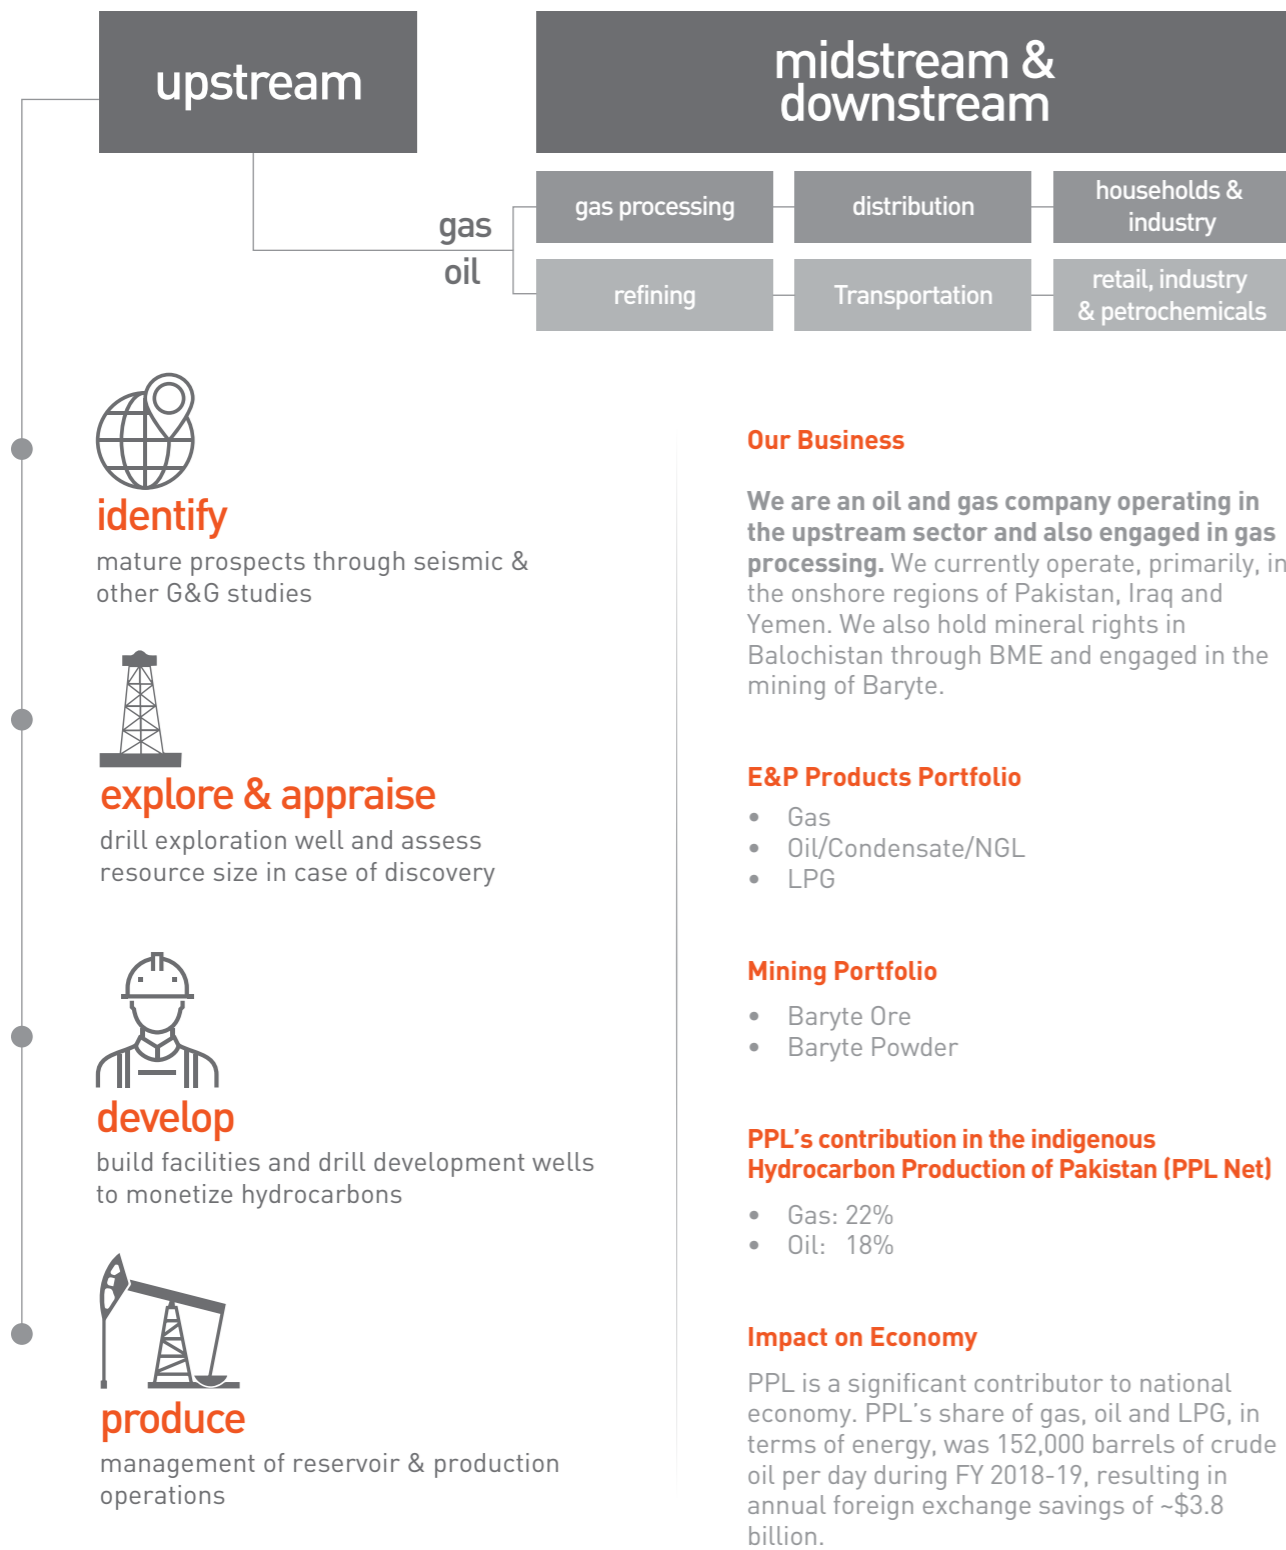 upstream
midstream &
downstream
gas
oil
gas processing
distribution
households &
industry
refining
Transportation
retail, industry
& petrochemicals
identify
mature prospects through seismic &
other G&G studies
explore & appraise
drill exploration well and assess
resource size in case of discovery
develop
build facilities and drill development wells
to monetize hydrocarbons
produce
management of reservoir & production
operations
Our Business
We are an oil and gas company operating in
the upstream sector and also engaged in gas
processing. We currently operate, primarily, in
the onshore regions of Pakistan, Iraq and
Yemen. We also hold mineral rights in
Balochistan through BME and engaged in the
mining of Baryte.
E&P Products Portfolio
• Gas
• Oil/Condensate/NGL
• LPG
Mining Portfolio
• Baryte Ore
• Baryte Powder
PPL's contribution in the indigenous
Hydrocarbon Production of Pakistan (PPL Net)
• Gas: 22%
• Oil: 18%
Impact on Economy
PPL is a significant contributor to national
economy. PPL's share of gas, oil and LPG, in
terms of energy, was 152,000 barrels of crude
oil per day during FY 2018-19, resulting in
annual foreign exchange savings of ~$3.8
billion.